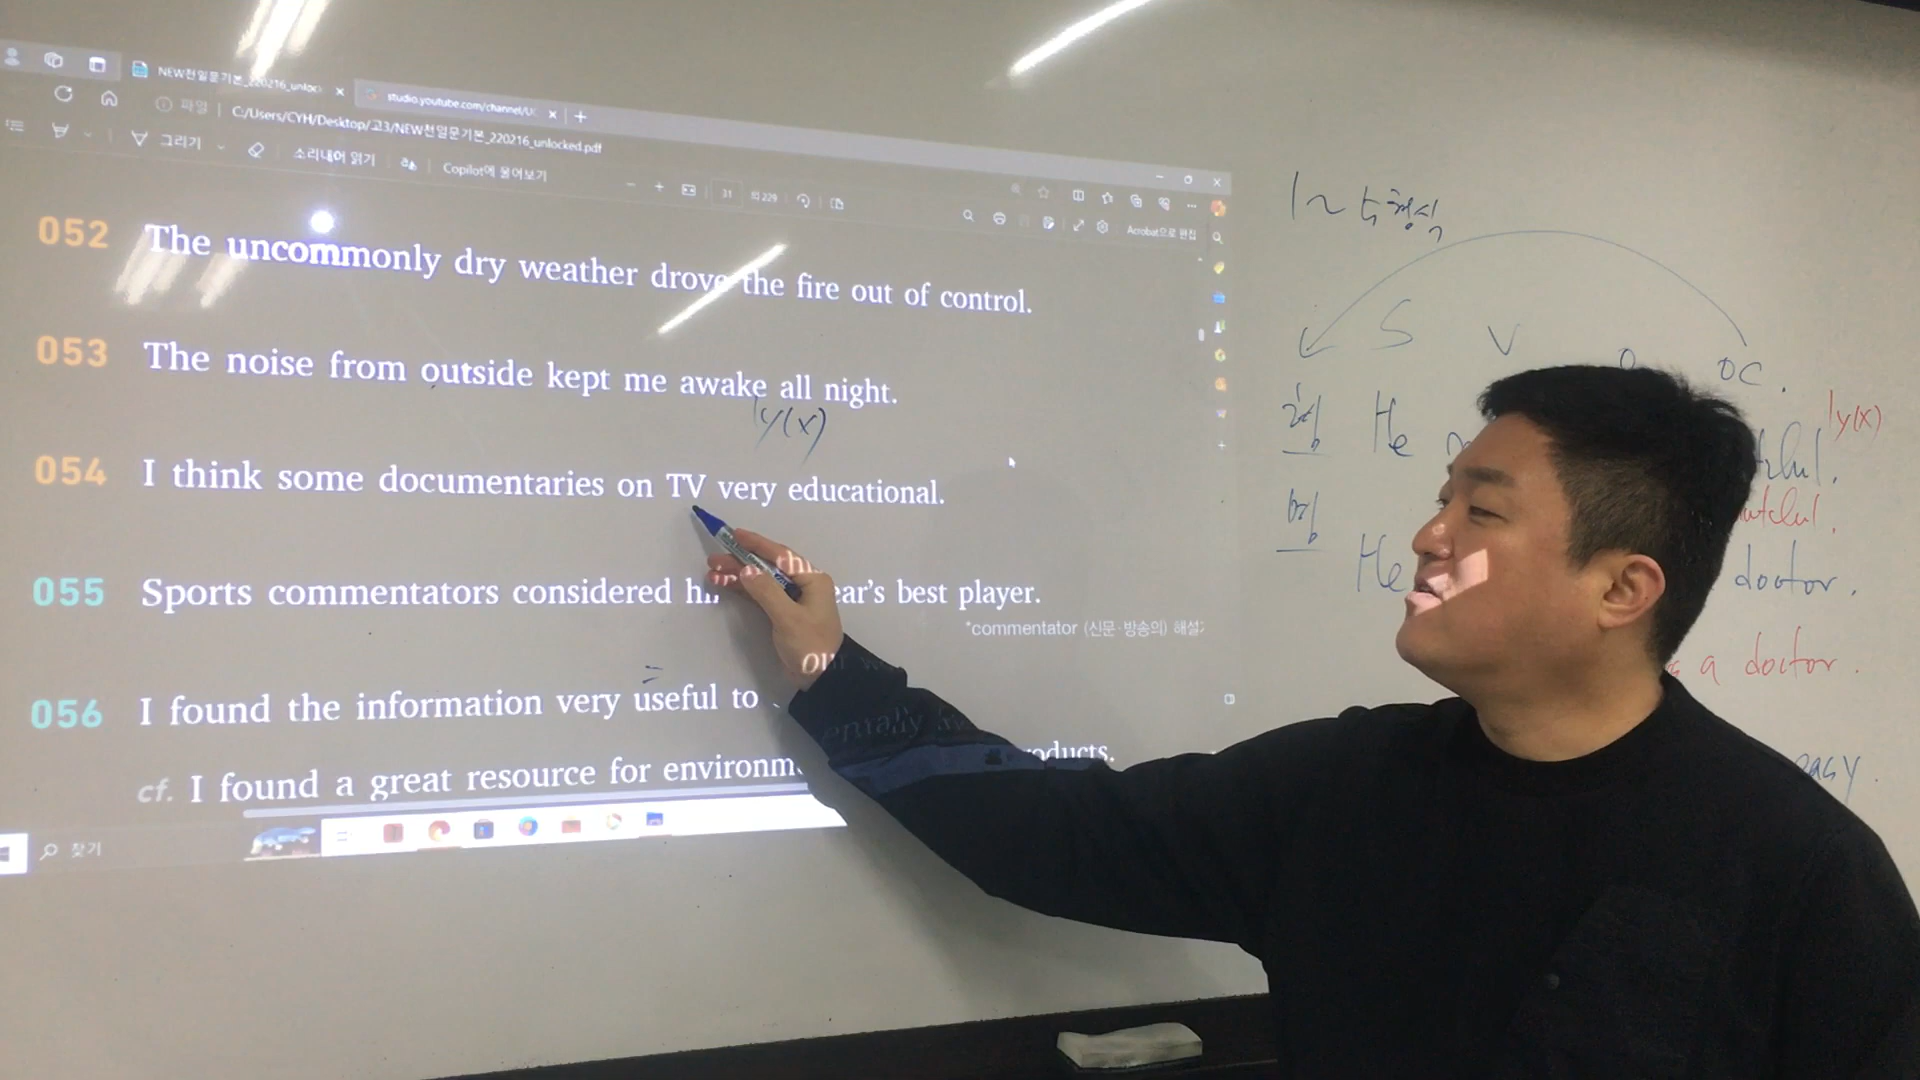 NEW천일문기본_220216_unloc
studio.youtube.com/channel/U
파일 C:/Users/CYH/Desktop/고3/NEW천일문기본_220216_unlocked.pdf
그리기 소리내어 읽기 Copilot에 물어보기 31 의 229
Acrobat으로 편집
052 The uncommonly dry weather drove the fire out of control.
053 The noise from outside kept me awake all night.
ly(x)
054 I think some documentaries on TV very educational.
055 Sports commentators considered ear's best player.
*commentator (신문·방송의) 해설
056 I found the information very useful to
cf. I found a great resource for
찾기
1~5형식
S V O OC.
형 He ly(x)
명 He doctor.
a doctor.
easy.